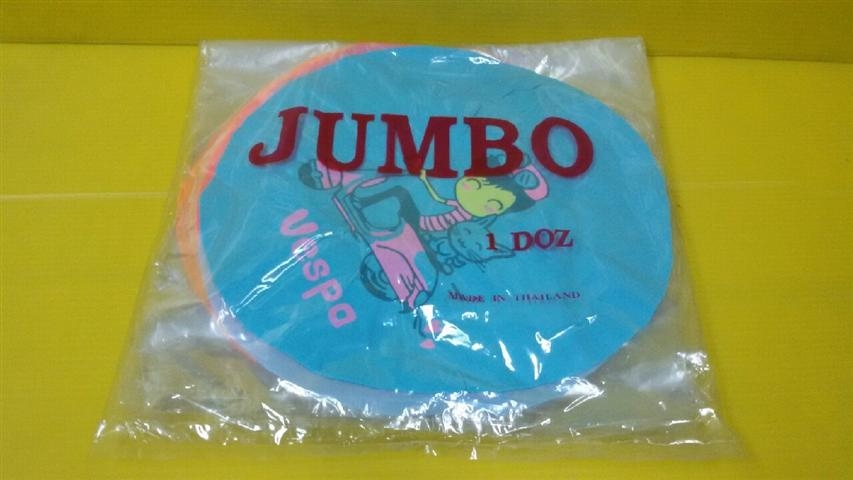 JUMBO
1 DOZ
MADE IN THAILAND
Vespa